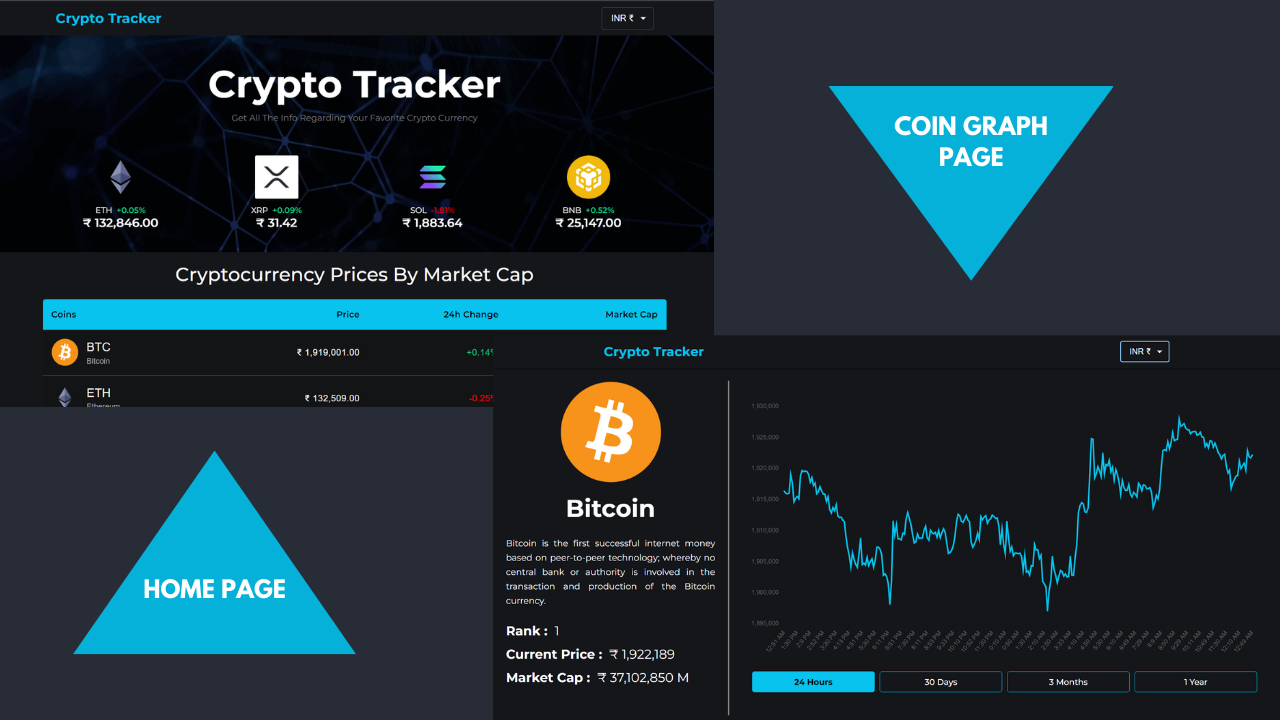 Crypto Tracker
INR ₹
Crypto Tracker
Get All The Info Regarding Your Favorite Crypto Currency
ETH +0.05%
₹ 132,846.00
XRP +0.09%
₹ 31.42
SOL -1.81%
₹ 1,883.64
BNB +0.52%
₹ 25,147.00
Cryptocurrency Prices By Market Cap
Coins Price 24h Change Market Cap
BTC
Bitcoin
₹ 1,919,001.00 +0.14%
ETH
Ethereum
₹ 132,509.00 -0.25%
COIN GRAPH
PAGE
HOME PAGE
Crypto Tracker
INR ₹
Bitcoin
Bitcoin is the first successful internet money
based on peer-to-peer technology; whereby no
central bank or authority is involved in the
transaction and production of the Bitcoin
currency.
Rank : 1
Current Price : ₹ 1,922,189
Market Cap : ₹ 37,102,850 M
1,930,000
1,925,000
1,920,000
1,915,000
1,910,000
1,905,000
1,900,000
1,895,000
24 Hours
30 Days
3 Months
1 Year